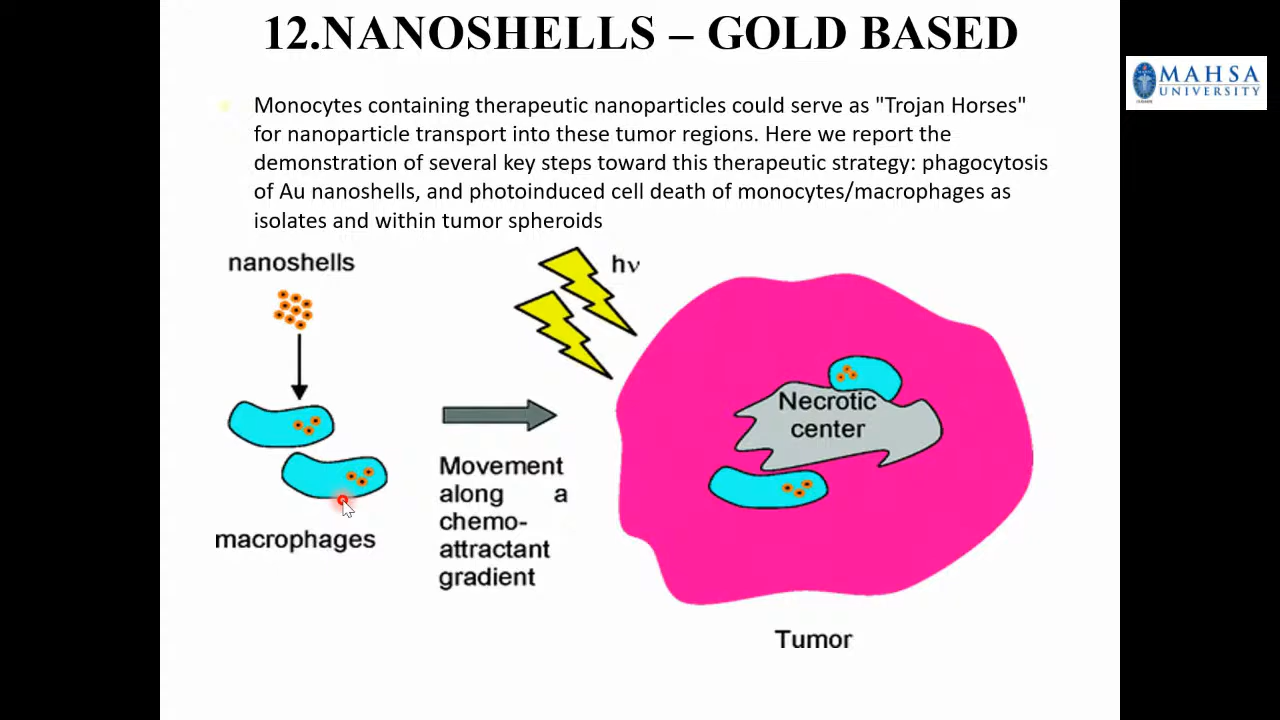 12.NANOSHELLS – GOLD BASED
MAHSA
UNIVERSITY
Monocytes containing therapeutic nanoparticles could serve as "Trojan Horses"
for nanoparticle transport into these tumor regions. Here we report the
demonstration of several key steps toward this therapeutic strategy: phagocytosis
of Au nanoshells, and photoinduced cell death of monocytes/macrophages as
isolates and within tumor spheroids
nanoshells
hν
Necrotic
center
Movement
along a
chemo-
attractant
gradient
macrophages
Tumor